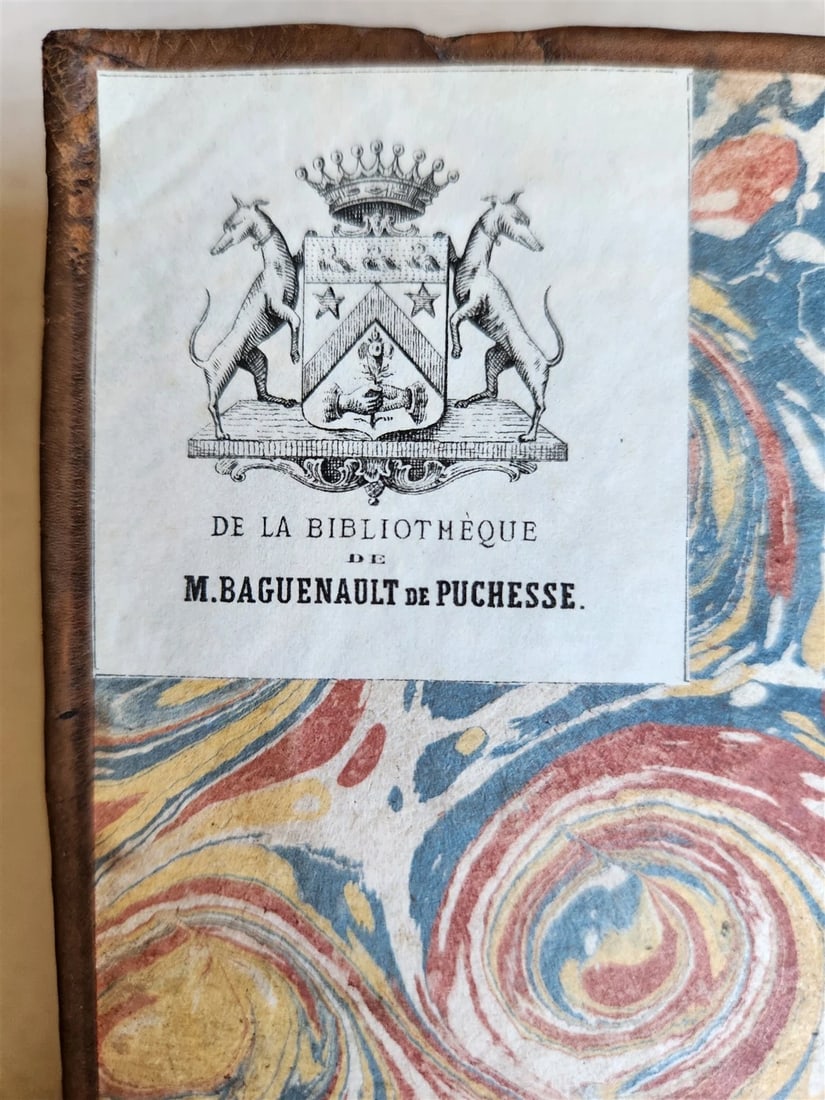 DE LA BIBLIOTHÈQUE
DE
M. BAGUENAULT DE PUCHESSE.